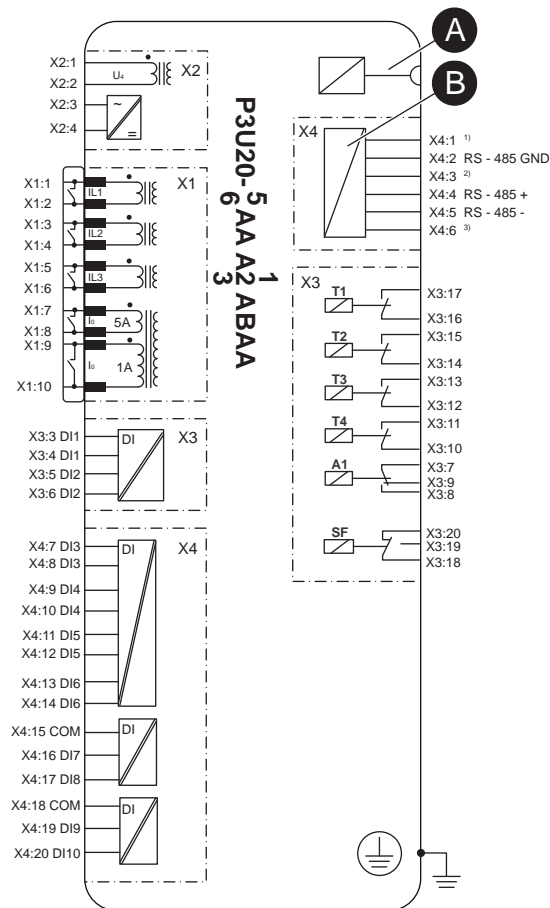 A
B
X2:1
X2:2
X2:3
X2:4
U4
X2
~
=
X1:1
X1:2
X1:3
X1:4
X1:5
X1:6
X1:7
X1:8
X1:9
X1:10
IL1
IL2
IL3
I0
5A
I0
1A
X1
P3U20- 5 AA A2 1 ABAA
6 3
X4
X4:1 1)
X4:2 RS - 485 GND
X4:3 2)
X4:4 RS - 485 +
X4:5 RS - 485 -
X4:6 3)
X3
T1
X3:17
X3:16
T2
X3:15
X3:14
T3
X3:13
X3:12
T4
X3:11
X3:10
A1
X3:7
X3:9
X3:8
SF
X3:20
X3:19
X3:18
X3:3 DI1
X3:4 DI1
X3:5 DI2
X3:6 DI2
DI
X3
X4:7 DI3
X4:8 DI3
X4:9 DI4
X4:10 DI4
X4:11 DI5
X4:12 DI5
X4:13 DI6
X4:14 DI6
DI
X4
X4:15 COM
X4:16 DI7
X4:17 DI8
DI
X4:18 COM
X4:19 DI9
X4:20 DI10
DI